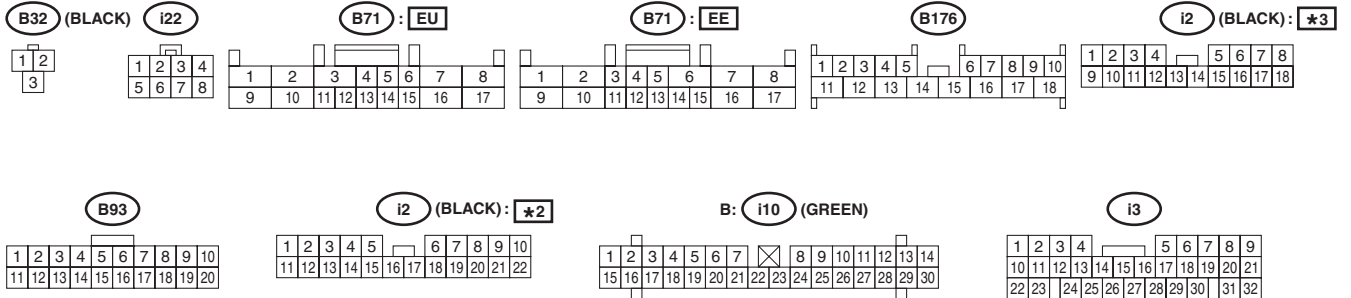 B32 (BLACK) i22 B71 : EU B71 : EE B176 i2 (BLACK) : *3
1 2
3
1 2 3 4
5 6 7 8
1 2 3 4 5 6 7 8
9 10 11 12 13 14 15 16 17
1 2 3 4 5 6 7 8
9 10 11 12 13 14 15 16 17
1 2 3 4 5 6 7 8 9 10
11 12 13 14 15 16 17 18
1 2 3 4 5 6 7 8
9 10 11 12 13 14 15 16 17 18
B93 i2 (BLACK) : *2 B: i10 (GREEN) i3
1 2 3 4 5 6 7 8 9 10
11 12 13 14 15 16 17 18 19 20
1 2 3 4 5 6 7 8 9 10
11 12 13 14 15 16 17 18 19 20 21 22
1 2 3 4 5 6 7 8 9 10 11 12 13 14
15 16 17 18 19 20 21 22 23 24 25 26 27 28 29 30
1 2 3 4 5 6 7 8 9
10 11 12 13 14 15 16 17 18 19 20 21
22 23 24 25 26 27 28 29 30 31 32